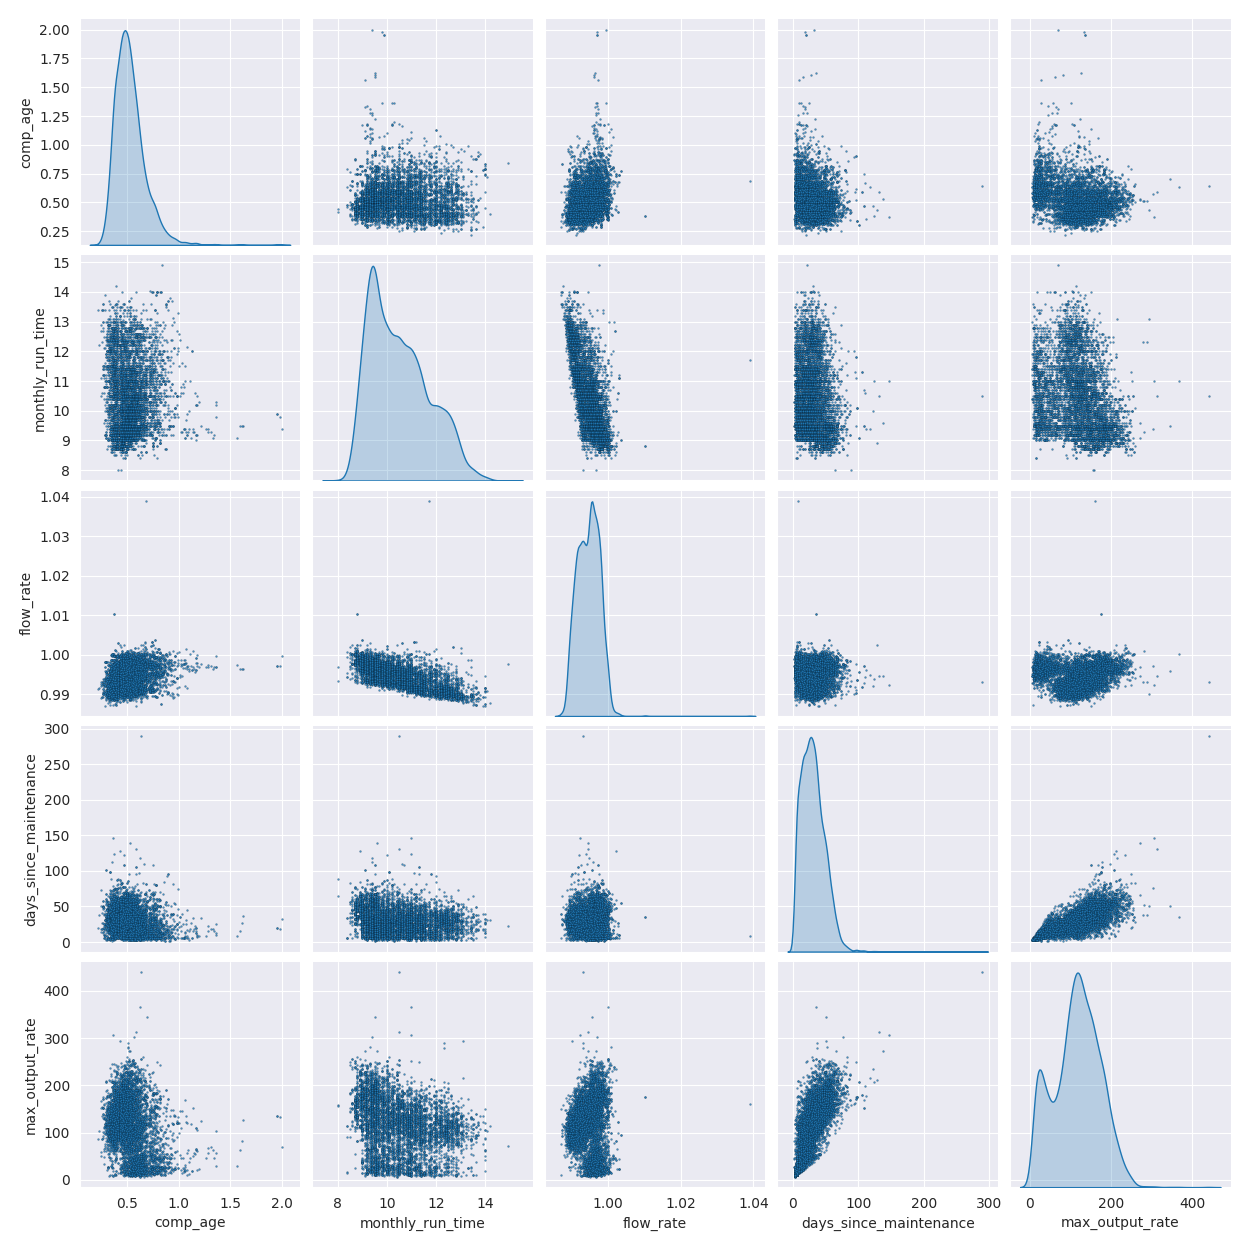 2.00
1.75
1.50
1.25
1.00
0.75
0.50
0.25
comp_age
15
14
13
12
11
10
9
8
monthly_run_time
1.04
1.03
1.02
1.01
1.00
0.99
flow_rate
300
250
200
150
100
50
0
days_since_maintenance
400
300
200
100
0
max_output_rate
0.5 1.0 1.5 2.0
comp_age
8 10 12 14
monthly_run_time
1.00 1.02 1.04
flow_rate
0 100 200 300
days_since_maintenance
0 200 400
max_output_rate